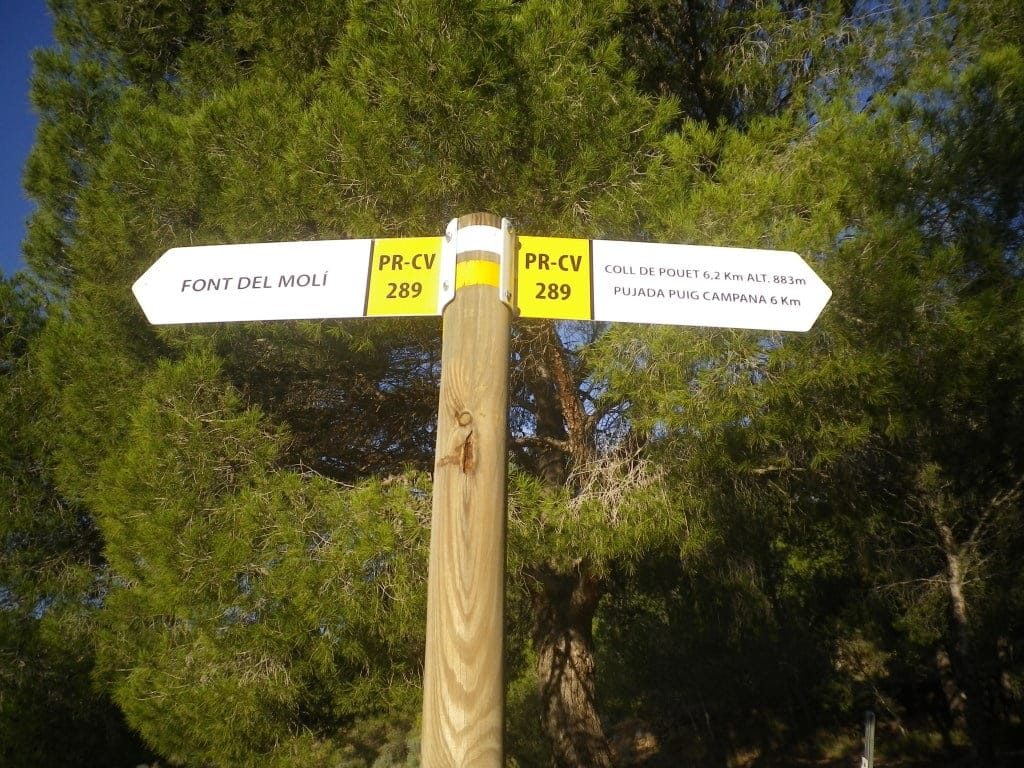 FONT DEL MOLÍ
PR-CV
289
PR-CV
289
COLL DE POUET 6,2 Km ALT. 883m
PUJADA PUIG CAMPANA 6 Km